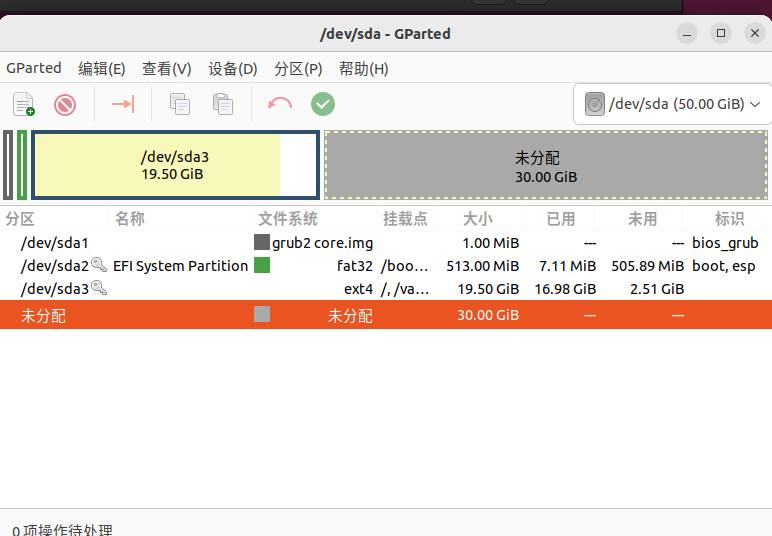 /dev/sda - GParted
GParted 编辑(E) 查看(V) 设备(D) 分区(P) 帮助(H)
/dev/sda (50.00 GiB)
/dev/sda3
19.50 GiB
未分配
30.00 GiB
分区 名称 文件系统 挂载点 大小 已用 未用 标识
/dev/sda1 grub2 core.img 1.00 MiB --- --- bios_grub
/dev/sda2 EFI System Partition fat32 /boo... 513.00 MiB 7.11 MiB 505.89 MiB boot, esp
/dev/sda3 ext4 /, /va... 19.50 GiB 16.98 GiB 2.51 GiB
未分配 未分配 30.00 GiB --- ---
0 项操作待处理